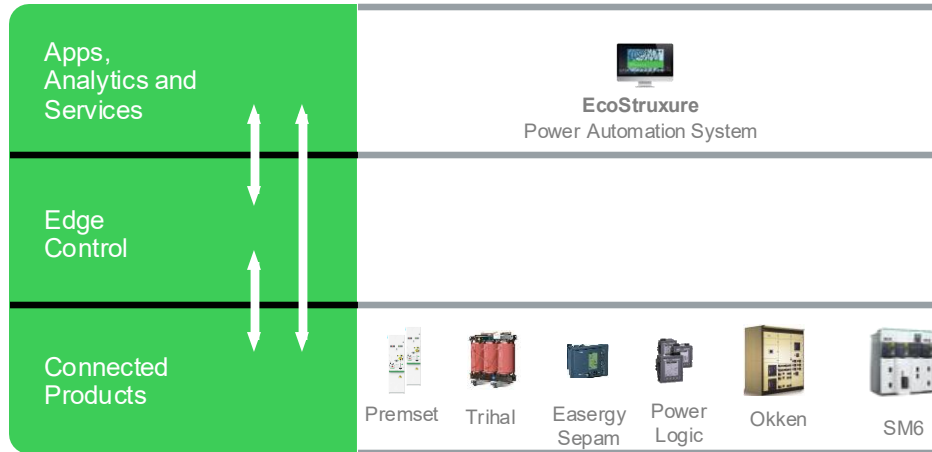 Apps,
Analytics and
Services
EcoStruxure
Power Automation System
Edge
Control
Connected
Products
Premset
Trihal
Easergy
Sepam
Power
Logic
Okken
SM6